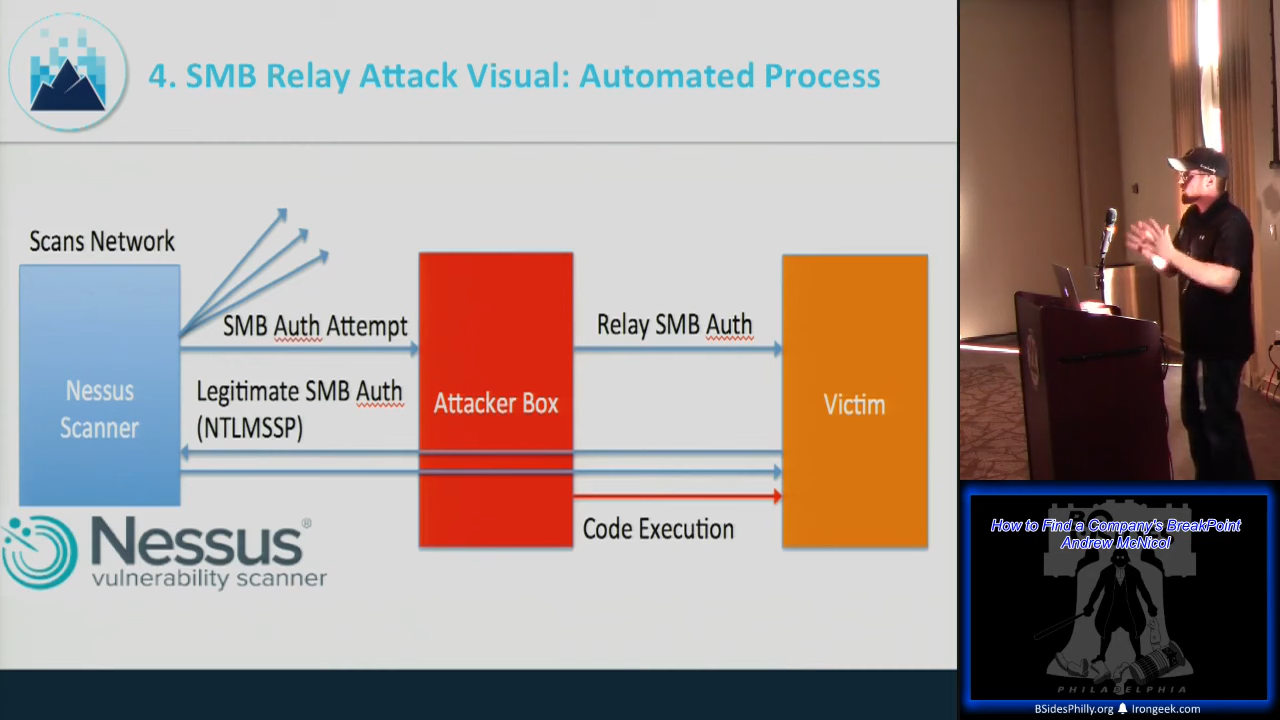 4. SMB Relay Attack Visual: Automated Process
Scans Network
SMB Auth Attempt
Relay SMB Auth
Legitimate SMB Auth
(NTLMSSP)
Nessus
Scanner
Attacker Box
Victim
Code Execution
Nessus®
vulnerability scanner
How to Find a Company's BreakPoint
Andrew McNicol
PHILADELPHIA
BSidesPhilly.org Irongeek.com